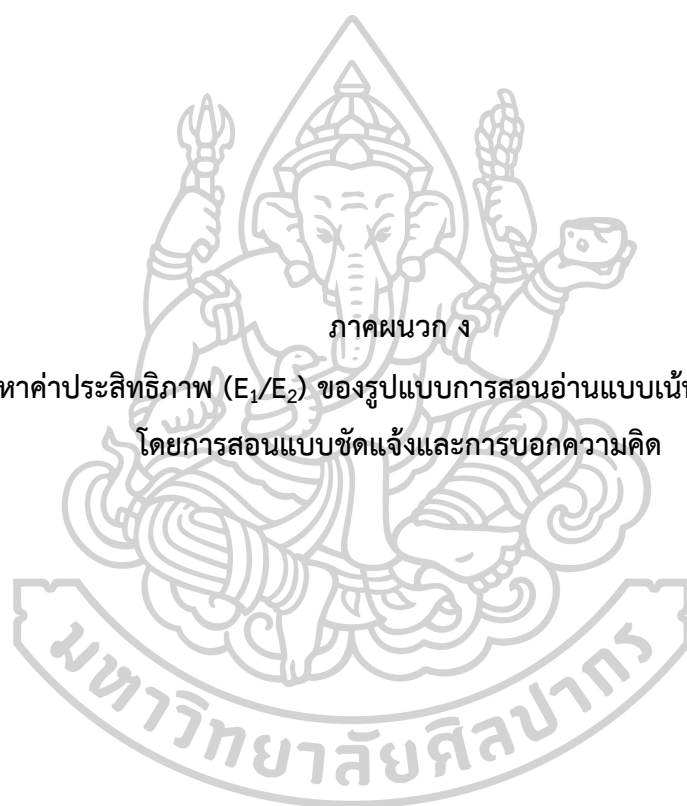 ภาคผนวก ง
หาค่าประสิทธิภาพ (E₁/E₂) ของรูปแบบการสอนอ่านแบบเน้น
โดยการสอนแบบชัดแจ้งและการบอกความคิด
มหาวิทยาลัยศิลปากร